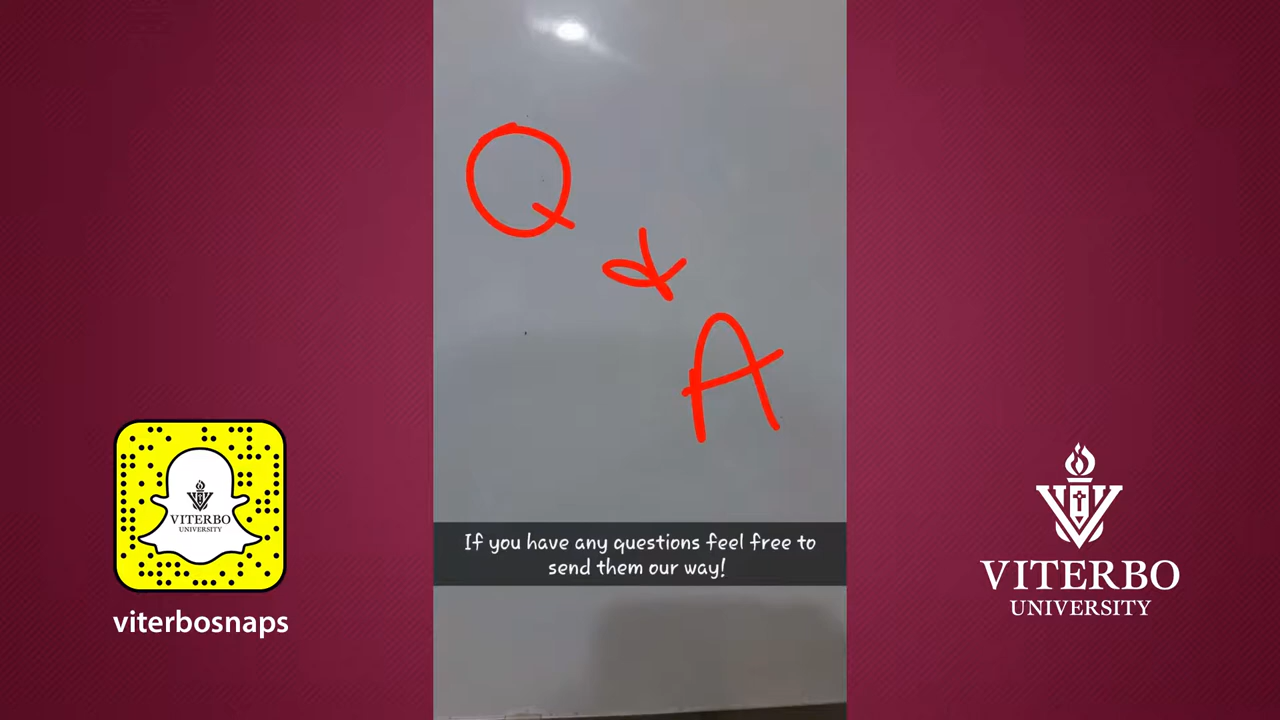 Q
&
A
If you have any questions feel free to
send them our way!
VITERBO
UNIVERSITY
viterbosnaps
VITERBO
UNIVERSITY